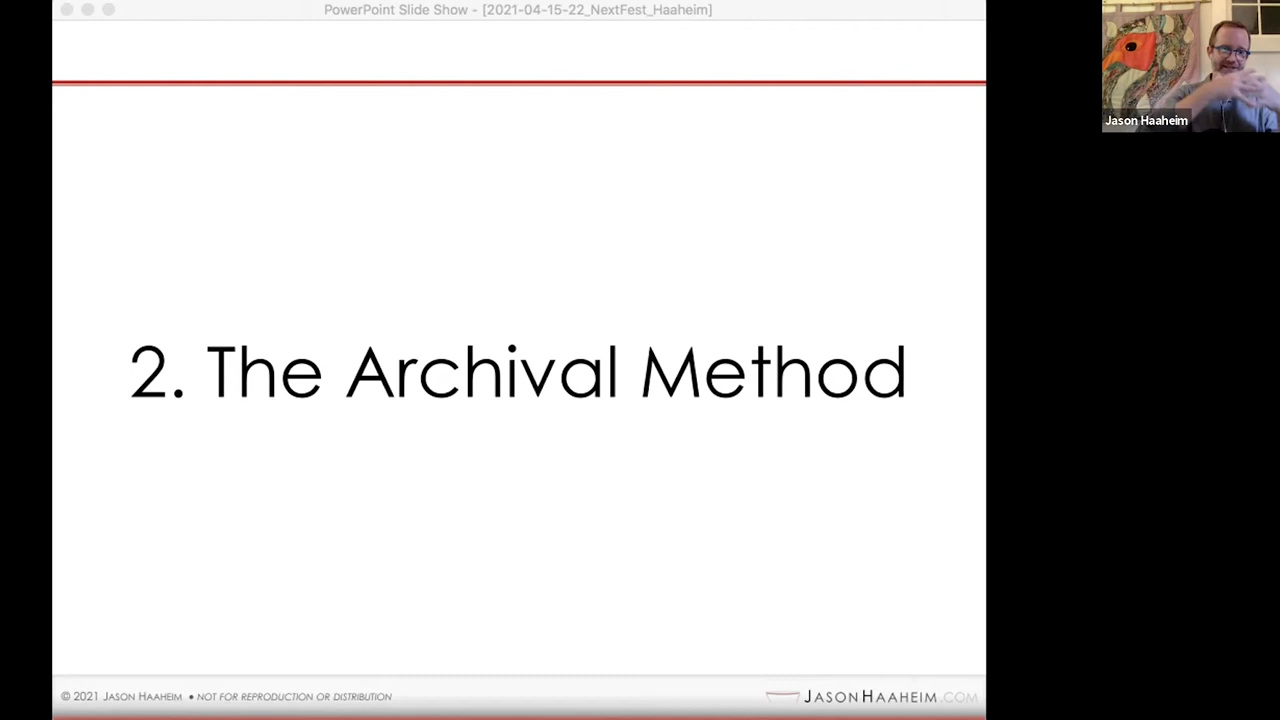 PowerPoint Slide Show - [2021-04-15-22_NextFest_Haaheim]
Jason Haaheim
2. The Archival Method
© 2021 JASON HAAHEIM • NOT FOR REPRODUCTION OR DISTRIBUTION
JASONHAAHEIM.COM